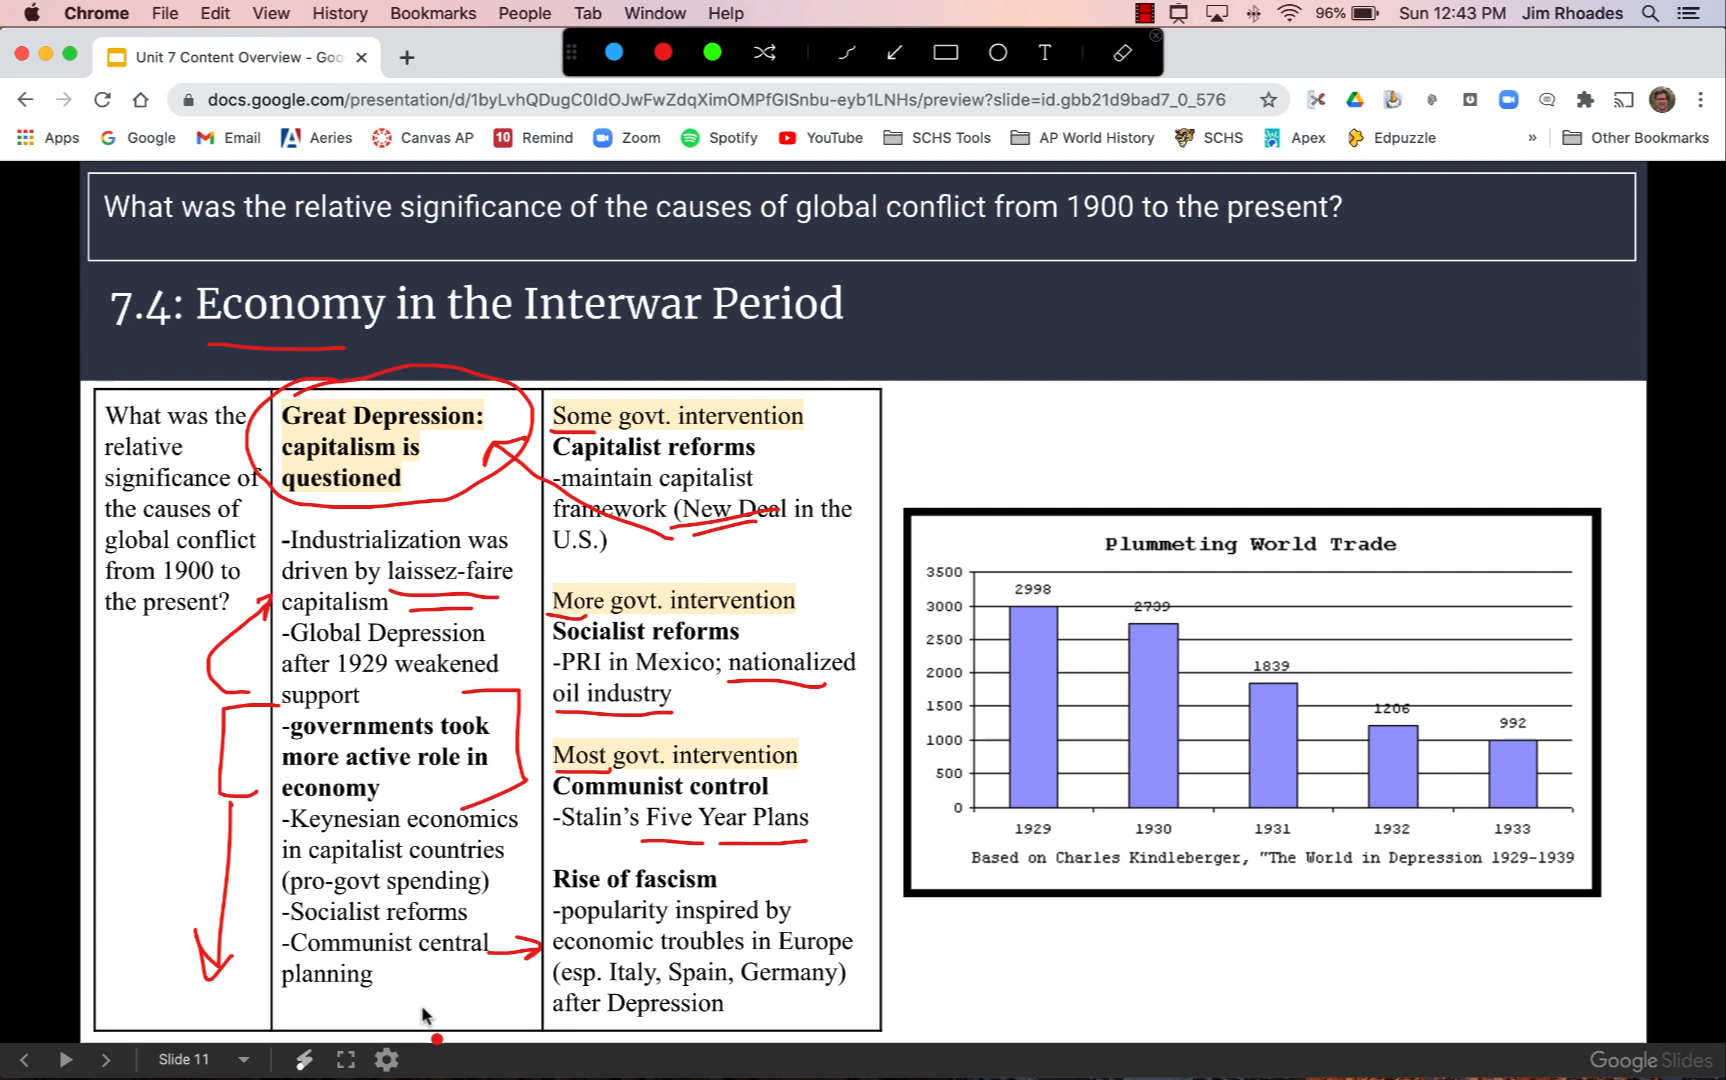 Chrome File Edit View History Bookmarks People Tab Window Help 96% Sun 12:43 PM Jim Rhoades
Unit 7 Content Overview - Goo
T
docs.google.com/presentation/d/1byLvhQDugC0IdOJwFwZdqXimOMPfGISnbu-eyb1LNHs/preview?slide=id.gbb21d9bad7_0_576
Apps Google Email Aeries Canvas AP 10 Remind Zoom Spotify YouTube SCHS Tools AP World History SCHS Apex Edpuzzle » Other Bookmarks
What was the relative significance of the causes of global conflict from 1900 to the present?
7.4: Economy in the Interwar Period
What was the
relative
significance of
the causes of
global conflict
from 1900 to
the present?
Great Depression:
capitalism is
questioned
-Industrialization was
driven by laissez-faire
capitalism
-Global Depression
after 1929 weakened
support
-governments took
more active role in
economy
-Keynesian economics
in capitalist countries
(pro-govt spending)
-Socialist reforms
-Communist central
planning
Some govt. intervention
Capitalist reforms
-maintain capitalist
framework (New Deal in the
U.S.)
More govt. intervention
Socialist reforms
-PRI in Mexico; nationalized
oil industry
Most govt. intervention
Communist control
-Stalin's Five Year Plans
Rise of fascism
-popularity inspired by
economic troubles in Europe
(esp. Italy, Spain, Germany)
after Depression
Plummeting World Trade
3500
3000
2500
2000
1500
1000
500
0
2998
2739
1839
1206
992
1929 1930 1931 1932 1933
Based on Charles Kindleberger, "The World in Depression 1929-1939
Slide 11
Google Slides